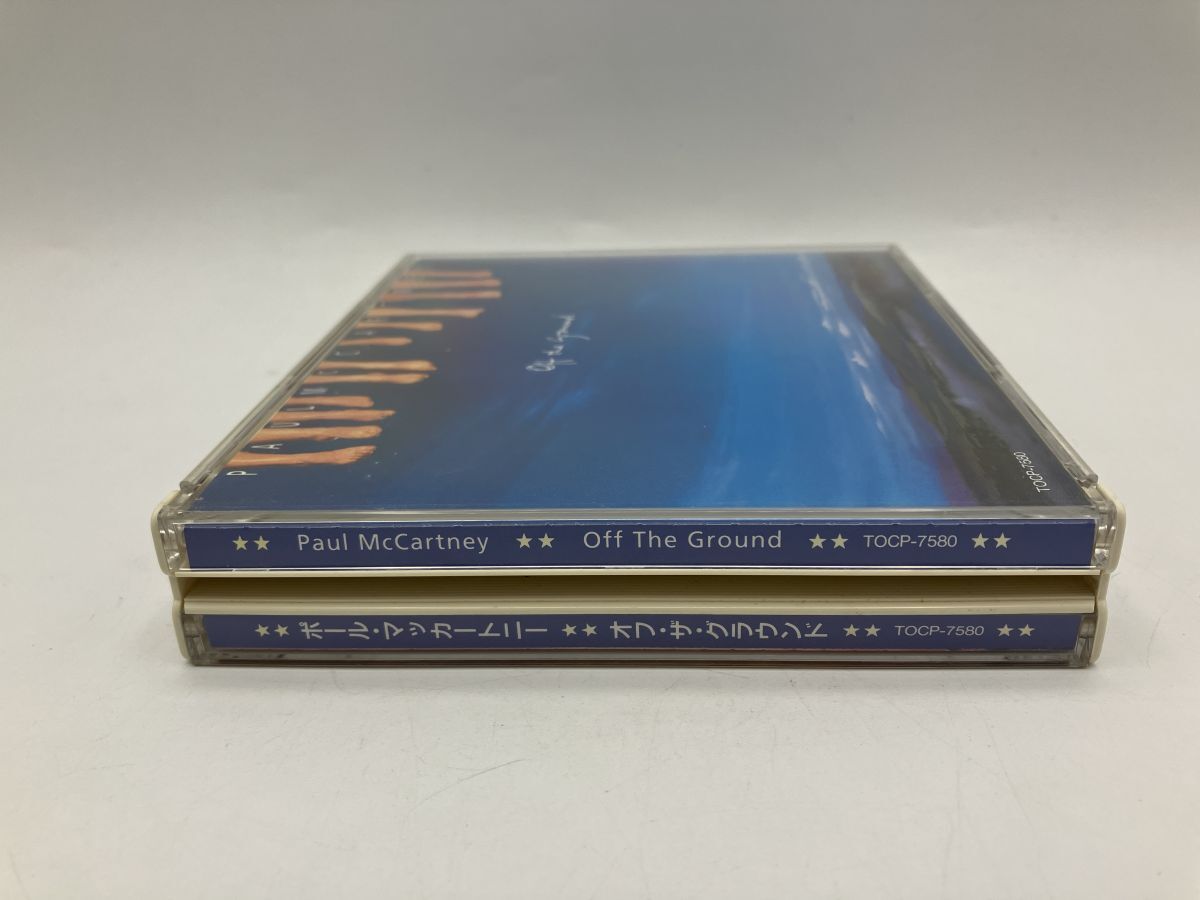 PAUL McCARTNEY
Off the Ground
TOCP-7580
★★ Paul McCartney ★★ Off The Ground ★★ TOCP-7580 ★★
★★ ポール・マッカートニー ★★ オフ・ザ・グラウンド ★★ TOCP-7580 ★★